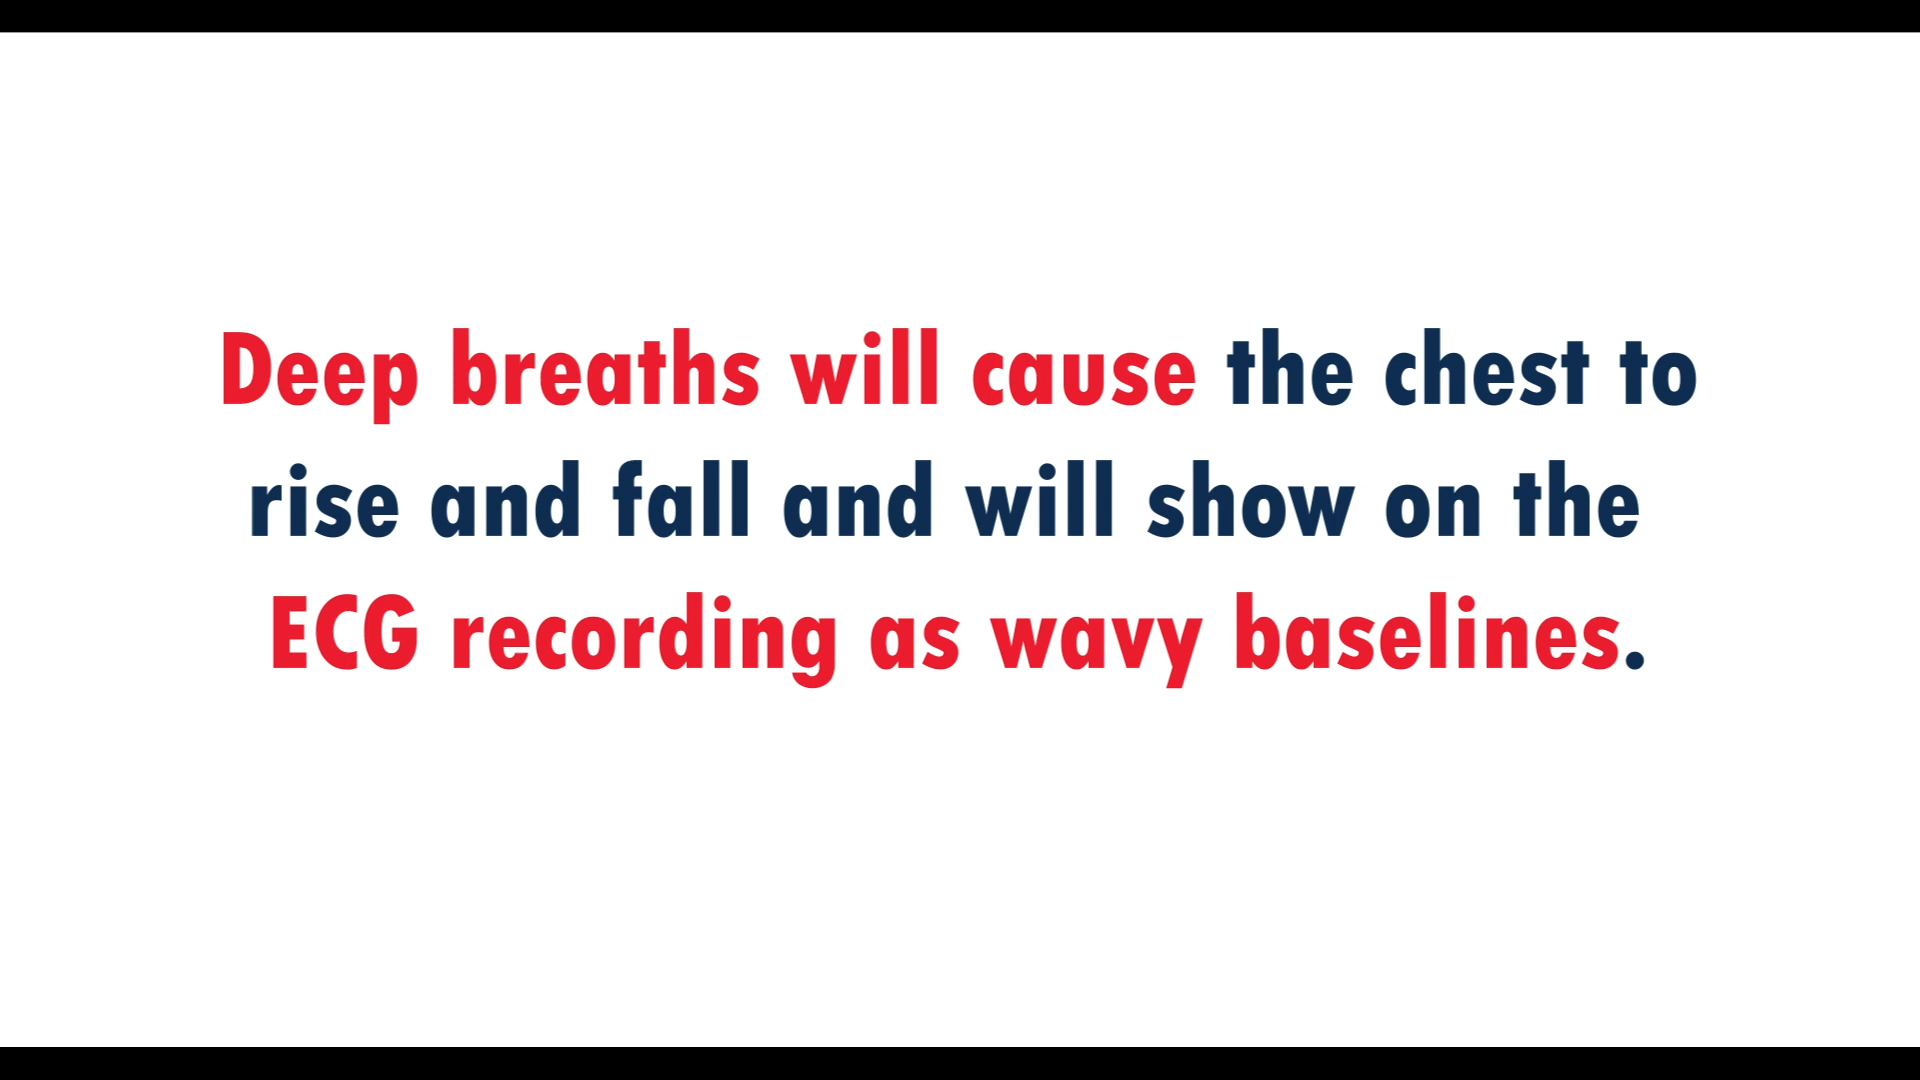 Deep breaths will cause the chest to
rise and fall and will show on the
ECG recording as wavy baselines.